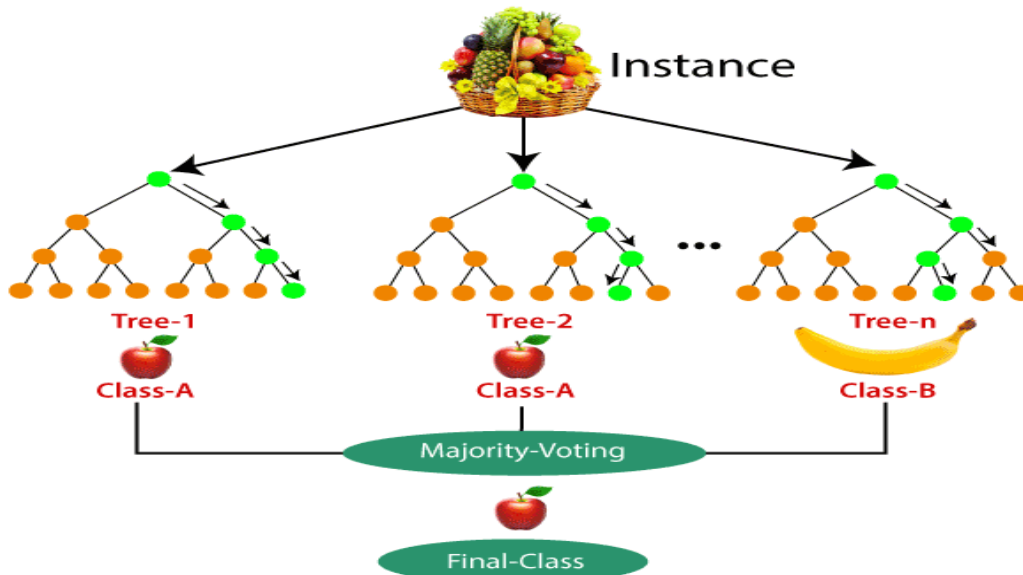 Instance
Tree-1
Tree-2
Tree-n
Class-A
Class-A
Class-B
Majority-Voting
Final-Class